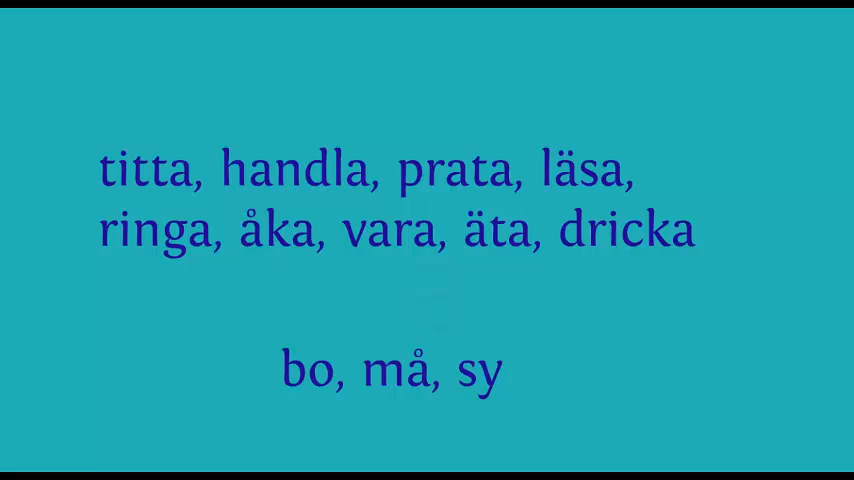 titta, handla, prata, läsa,
ringa, åka, vara, äta, dricka
bo, må, sy